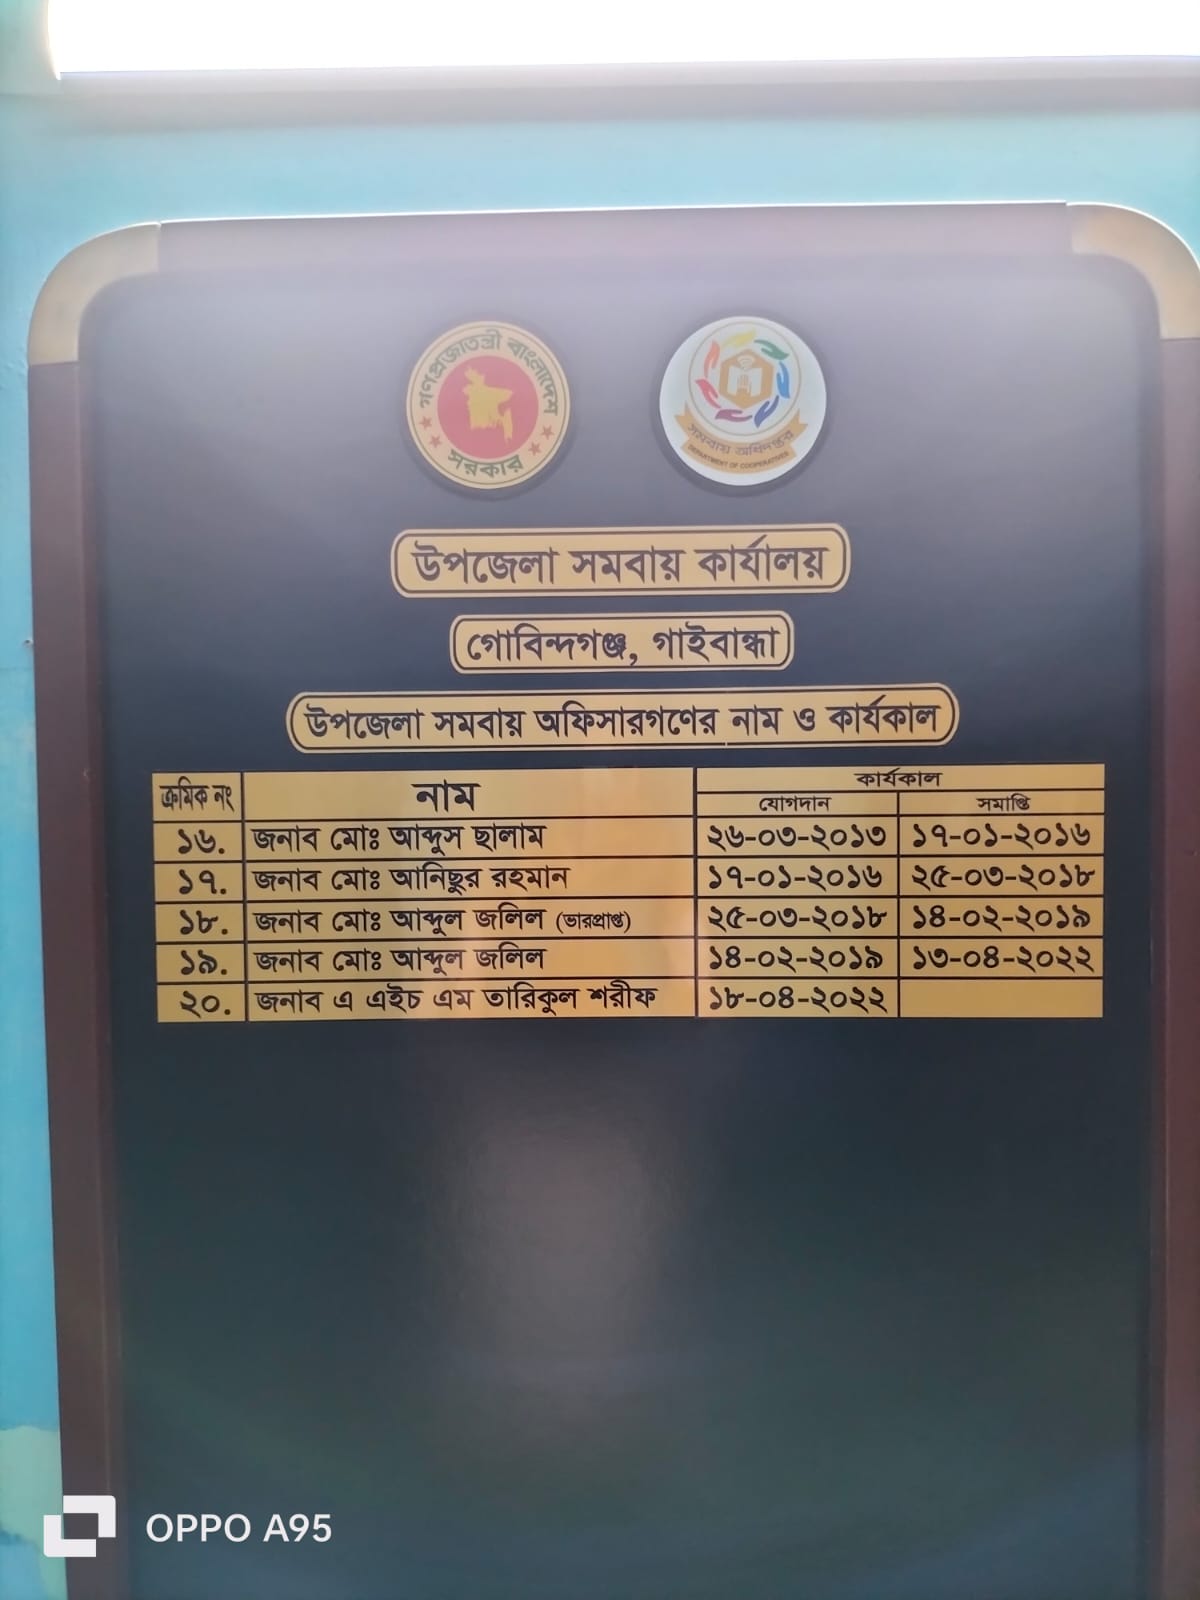 গণপ্রজাতন্ত্রী বাংলাদেশ
সরকার
সমবায় অধিদপ্তর
DEPARTMENT OF COOPERATIVES
উপজেলা সমবায় কার্যালয়
গোবিন্দগঞ্জ, গাইবান্ধা
উপজেলা সমবায় অফিসারগণের নাম ও কার্যকাল
ক্রমিক নং নাম কার্যকাল
যোগদান সমাপ্তি
১৬. জনাব মোঃ আব্দুস ছালাম ২৬-০৩-২০১৩ ১৭-০১-২০১৬
১৭. জনাব মোঃ আনিছুর রহমান ১৭-০১-২০১৬ ২৫-০৩-২০১৮
১৮. জনাব মোঃ আব্দুল জলিল (ভারপ্রাপ্ত) ২৫-০৩-২০১৮ ১৪-০২-২০১৯
১৯. জনাব মোঃ আব্দুল জলিল ১৪-০২-২০১৯ ১৩-০৪-২০২২
২০. জনাব এ এইচ এম তারিকুল শরীফ ১৮-০৪-২০২২
OPPO A95